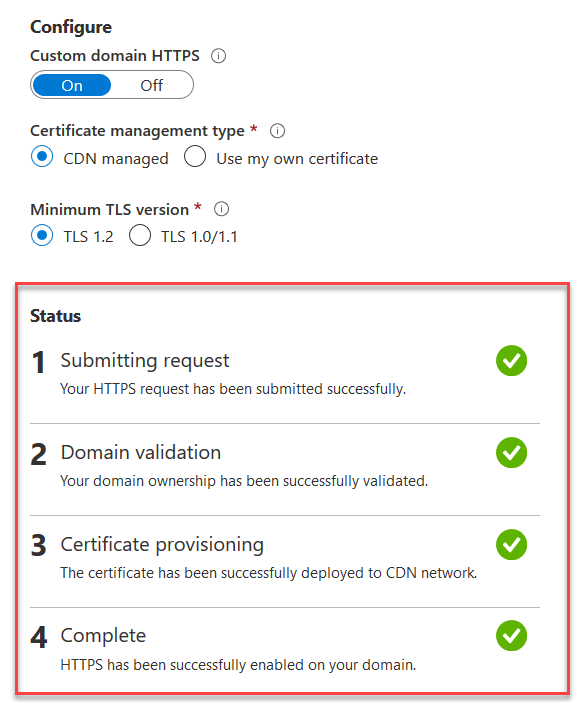 Configure
Custom domain HTTPS
On Off
Certificate management type *
CDN managed Use my own certificate
Minimum TLS version *
TLS 1.2 TLS 1.0/1.1
Status
1 Submitting request
Your HTTPS request has been submitted successfully.
2 Domain validation
Your domain ownership has been successfully validated.
3 Certificate provisioning
The certificate has been successfully deployed to CDN network.
4 Complete
HTTPS has been successfully enabled on your domain.